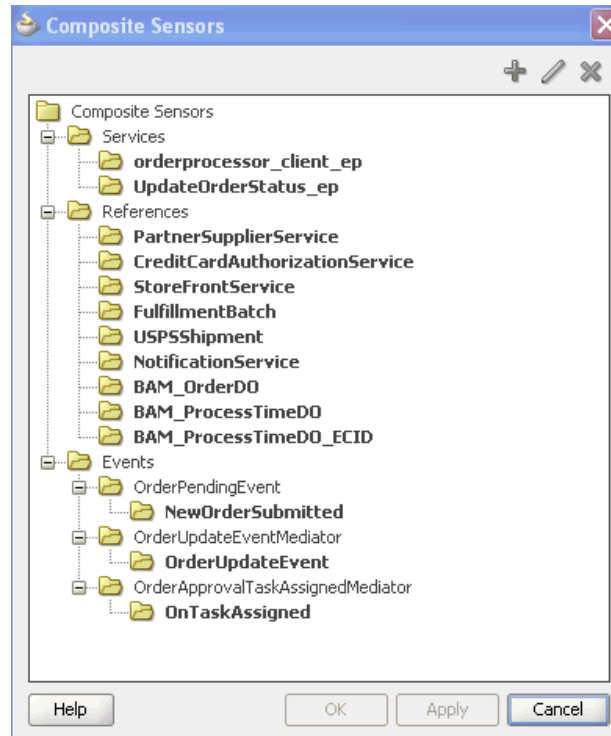 Composite Sensors
Composite Sensors
Services
orderprocessor_client_ep
UpdateOrderStatus_ep
References
PartnerSupplierService
CreditCardAuthorizationService
StoreFrontService
FulfillmentBatch
USPSShipment
NotificationService
BAM_OrderDO
BAM_ProcessTimeDO
BAM_ProcessTimeDO_ECID
Events
OrderPendingEvent
NewOrderSubmitted
OrderUpdateEventMediator
OrderUpdateEvent
OrderApprovalTaskAssignedMediator
OnTaskAssigned
Help OK Apply Cancel